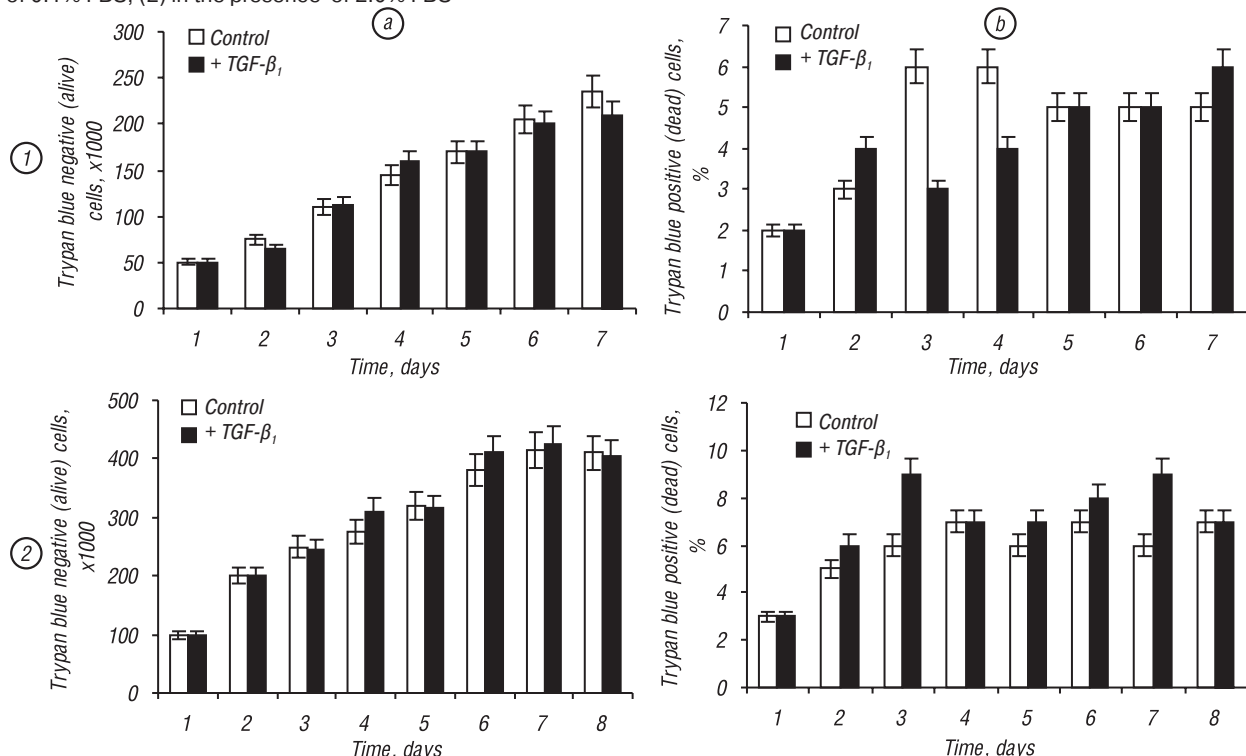 a
300
250
200
150
100
50
0
Trypan blue negative (alive)
cells, x1000
Control
+ TGF-β₁
1 2 3 4 5 6 7
Time, days
b
7
6
5
4
3
2
1
0
Trypan blue positive (dead) cells,
%
Control
+ TGF-β₁
1 2 3 4 5 6 7
Time, days
1
500
400
300
200
100
0
Trypan blue negative (alive) cells,
x1000
Control
+ TGF-β₁
1 2 3 4 5 6 7 8
Time, days
2
12
10
8
6
4
2
0
Trypan blue positive (dead) cells,
%
Control
+ TGF-β₁
1 2 3 4 5 6 7 8
Time, days